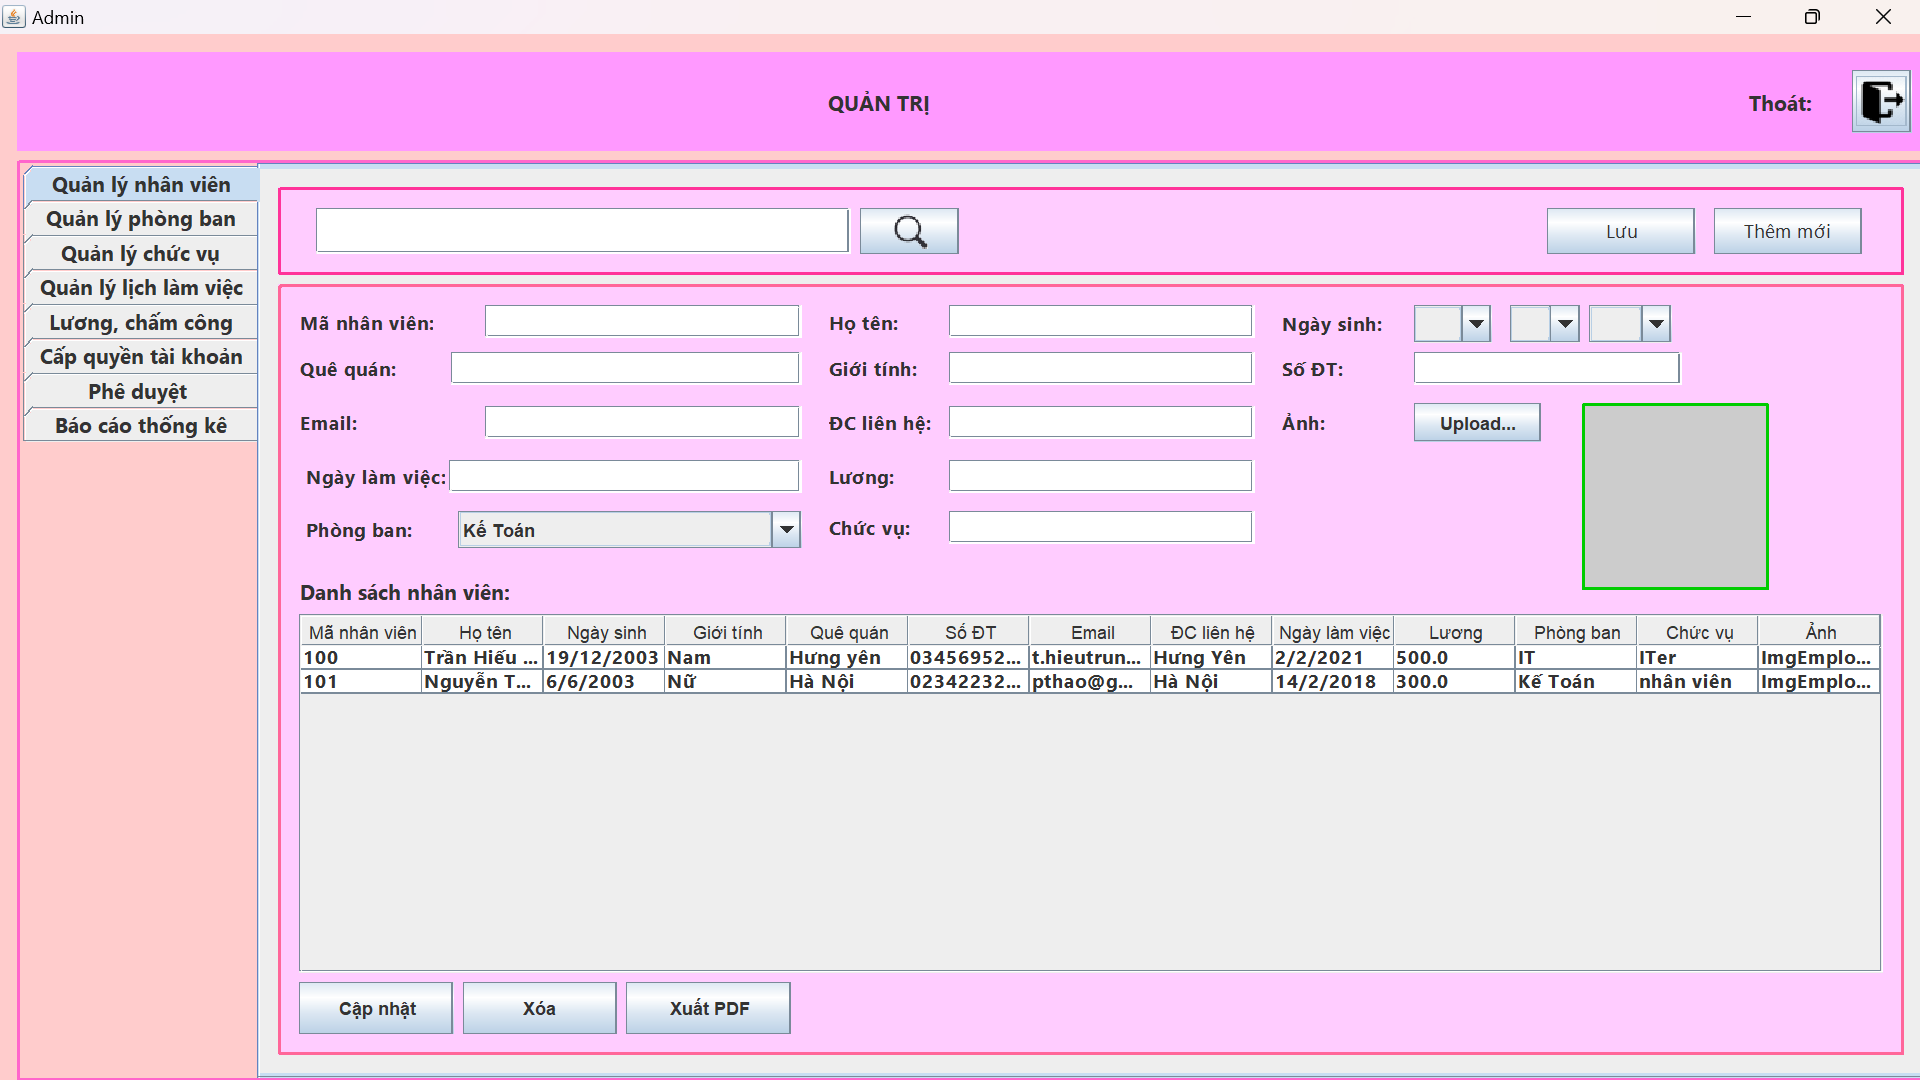 Admin
QUẢN TRỊ
Thoát:
Quản lý nhân viên
Quản lý phòng ban
Quản lý chức vụ
Quản lý lịch làm việc
Lương, chấm công
Cấp quyền tài khoản
Phê duyệt
Báo cáo thống kê
Lưu
Thêm mới
Mã nhân viên: Họ tên: Ngày sinh:
Quê quán: Giới tính: Số ĐT:
Email: ĐC liên hệ: Ảnh: Upload...
Ngày làm việc: Lương:
Phòng ban: Kế Toán Chức vụ:
Danh sách nhân viên:
Mã nhân viên Họ tên Ngày sinh Giới tính Quê quán Số ĐT Email ĐC liên hệ Ngày làm việc Lương Phòng ban Chức vụ Ảnh
100 Trần Hiếu ... 19/12/2003 Nam Hưng yên 03456952... t.hieutrun... Hưng Yên 2/2/2021 500.0 IT ITer ImgEmplo...
101 Nguyễn T... 6/6/2003 Nữ Hà Nội 02342232... pthao@g... Hà Nội 14/2/2018 300.0 Kế Toán nhân viên ImgEmplo...
Cập nhật
Xóa
Xuất PDF